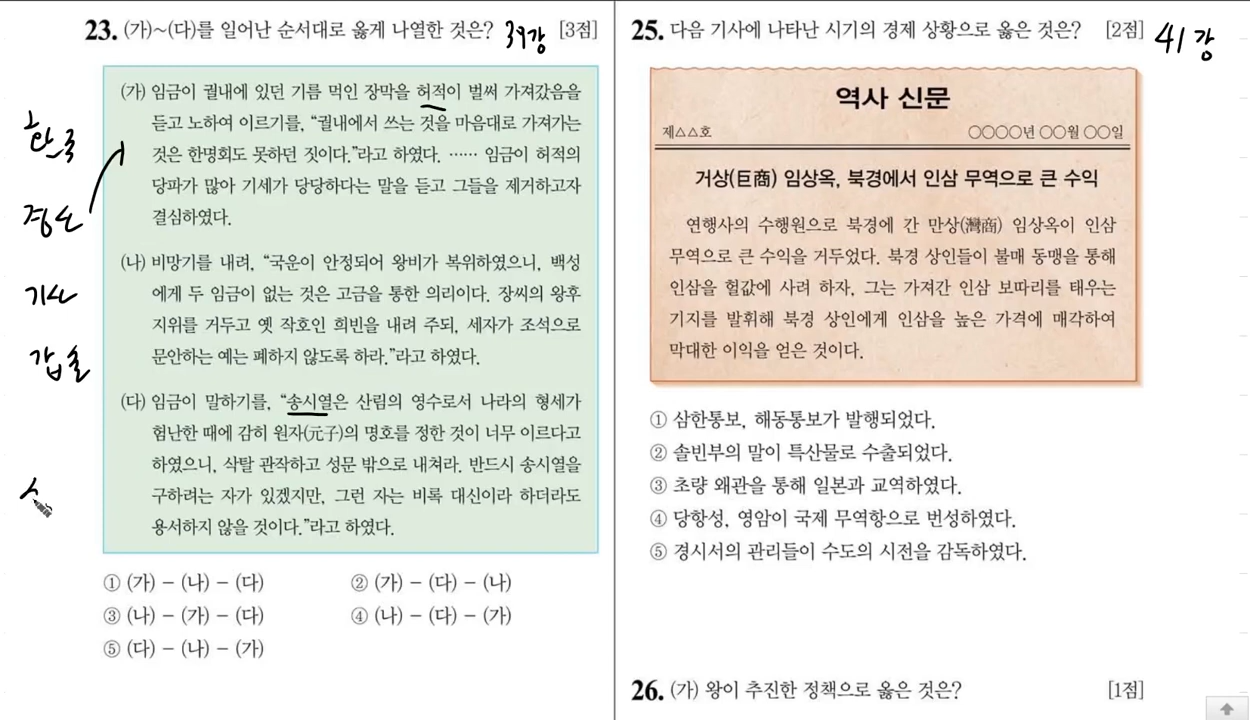 23. (가)~(다)를 일어난 순서대로 옳게 나열한 것은? 39강 [3점]
(가) 임금이 궐내에 있던 기름 먹인 장막을 허적이 벌써 가져갔음을
듣고 노하여 이르기를, “궐내에서 쓰는 것을 마음대로 가져가는
것은 한명회도 못하던 짓이다.”라고 하였다. …… 임금이 허적의
당파가 많아 기세가 당당하다는 말을 듣고 그들을 제거하고자
결심하였다.
(나) 비망기를 내려, “국운이 안정되어 왕비가 복위하였으니, 백성
에게 두 임금이 없는 것은 고금을 통한 의리이다. 장씨의 왕후
지위를 거두고 옛 작호인 희빈을 내려 주되, 세자가 조석으로
문안하는 예는 폐하지 않도록 하라.”라고 하였다.
(다) 임금이 말하기를, “송시열은 산림의 영수로서 나라의 형세가
험난한 때에 감히 원자(元子)의 명호를 정한 것이 너무 이르다고
하였으니, 삭탈 관작하고 성문 밖으로 내쳐라. 반드시 송시열을
구하려는 자가 있겠지만, 그런 자는 비록 대신이라 하더라도
용서하지 않을 것이다.”라고 하였다.
환국
경신
기사
갑술
① (가) - (나) - (다)
② (가) - (다) - (나)
③ (나) - (가) - (다)
④ (나) - (다) - (가)
⑤ (다) - (나) - (가)
25. 다음 기사에 나타난 시기의 경제 상황으로 옳은 것은? [2점] 41강
역사 신문
제△△호
○○○○년 ○○월 ○○일
거상(巨商) 임상옥, 북경에서 인삼 무역으로 큰 수익
연행사의 수행원으로 북경에 간 만상(灣商) 임상옥이 인삼
무역으로 큰 수익을 거두었다. 북경 상인들이 불매 동맹을 통해
인삼을 헐값에 사려 하자, 그는 가져간 인삼 보따리를 태우는
기지를 발휘해 북경 상인에게 인삼을 높은 가격에 매각하여
막대한 이익을 얻은 것이다.
① 삼한통보, 해동통보가 발행되었다.
② 솔빈부의 말이 특산물로 수출되었다.
③ 초량 왜관을 통해 일본과 교역하였다.
④ 당항성, 영암이 국제 무역항으로 번성하였다.
⑤ 경시서의 관리들이 수도의 시전을 감독하였다.
26. (가) 왕이 추진한 정책으로 옳은 것은? [1점]